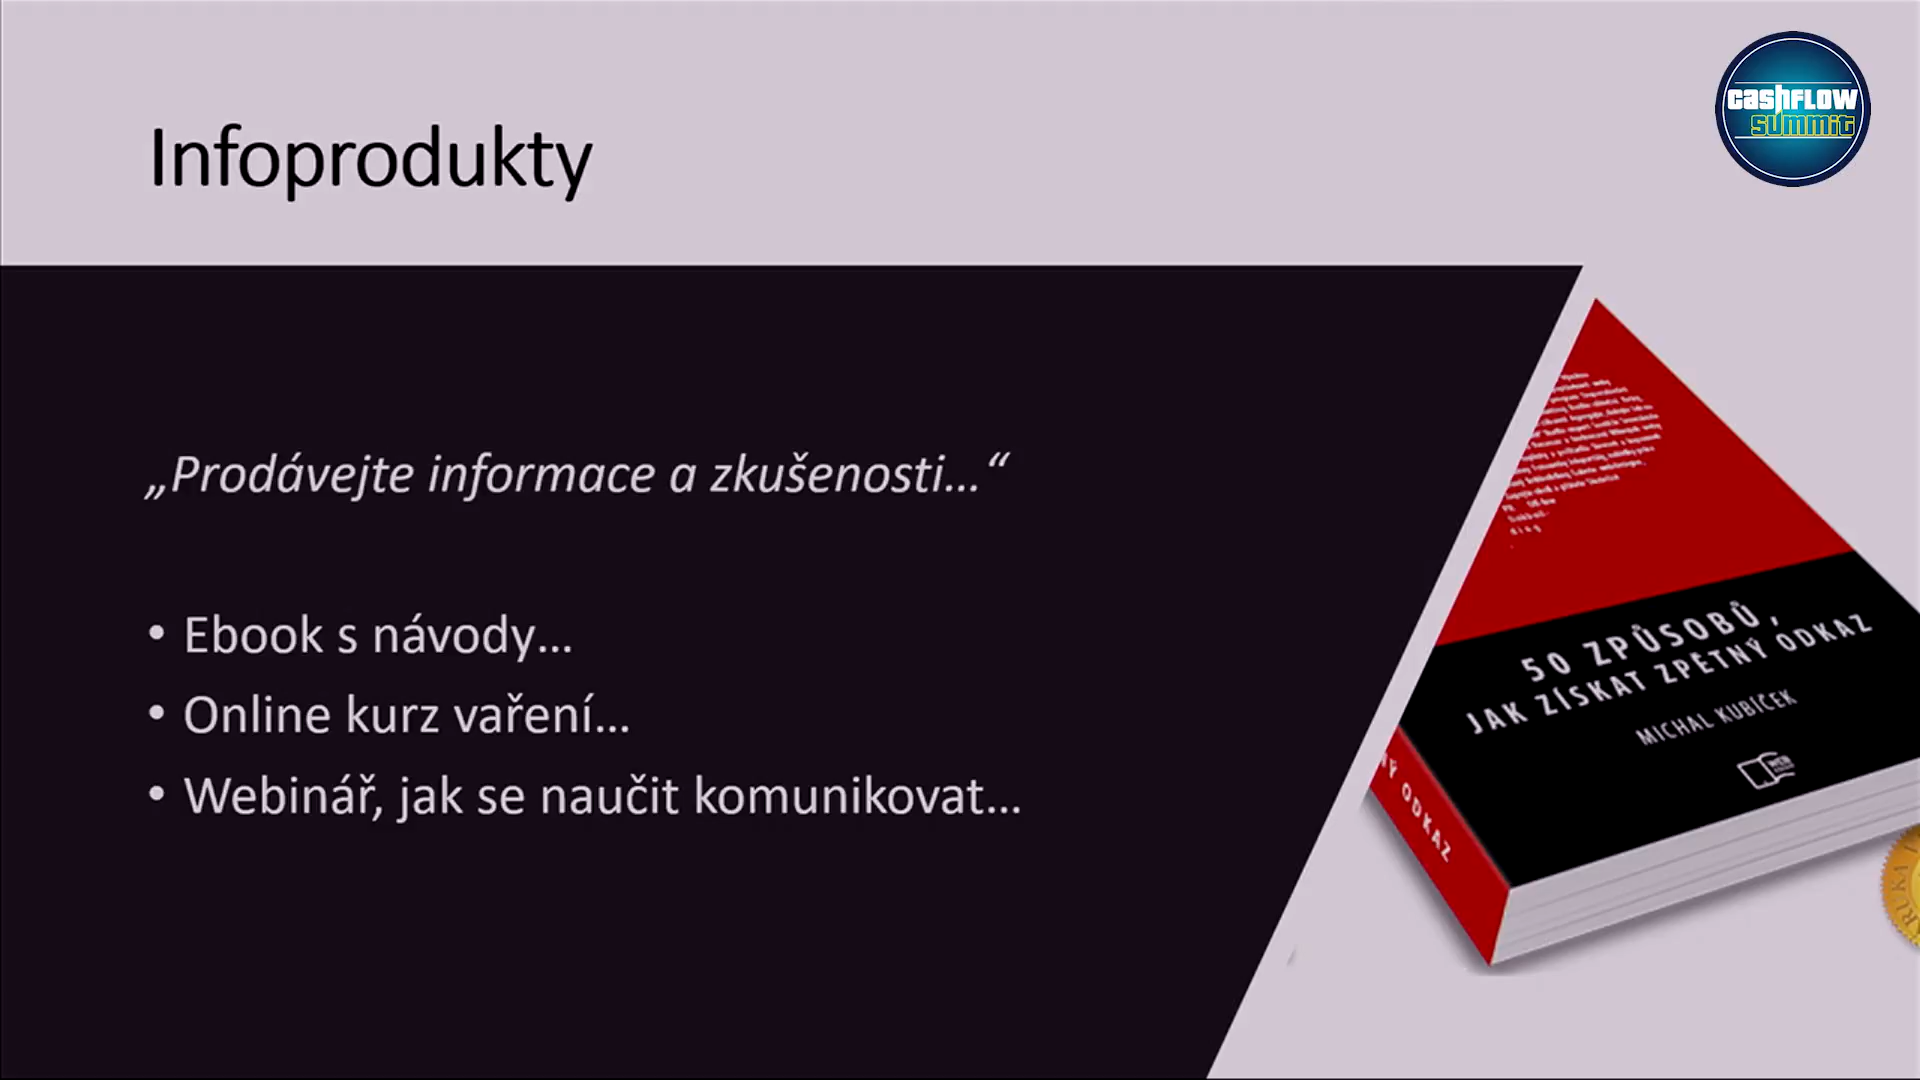 cashflow
summit
Infoprodukty
„Prodávejte informace a zkušenosti...“
• Ebook s návody...
• Online kurz vaření...
• Webinář, jak se naučit komunikovat...
50 ZPŮSOBŮ,
JAK ZÍSKAT ZPĚTNÝ ODKAZ
MICHAL KUBÍČEK
WEB
ODKAZ